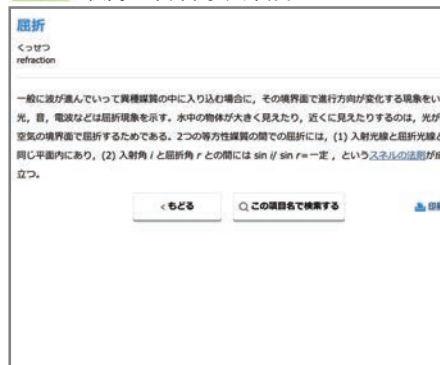 屈折
くっせつ
refraction
一般に波が進んでいって異種媒質の中に入り込む場合に，その境界面で進行方向が変化する現象をい
光，音，電波などは屈折現象を示す。水中の物体が大きく見えたり，近くに見えたりするのは，光が
空気の境界面で屈折するためである。2つの等方性媒質の間での屈折には，(1) 入射光線と屈折光線と
同じ平面内にあり，(2) 入射角 i と屈折角 r との間には sin i/ sin r＝一定 ，というスネルの法則が成
立つ。
＜もどる この項目名で検索する 印刷